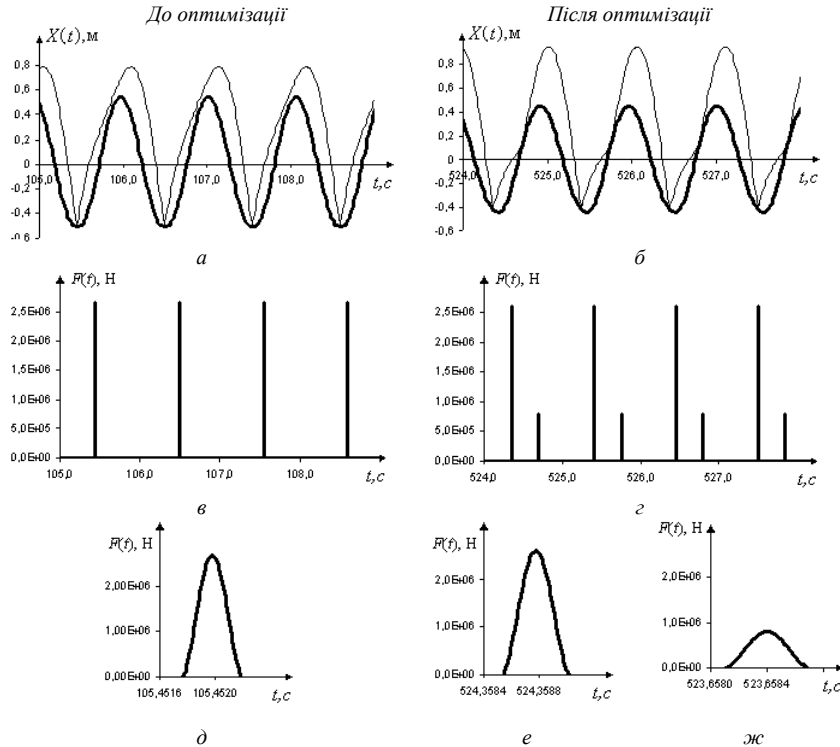 До оптимізації
Після оптимізації
X(t),м
0,8
0,6
0,4
0,2
0
-0,2
-0,4
-0,6
105,0
106,0
107,0
108,0
t,с
а
X(t),м
0,8
0,6
0,4
0,2
0
-0,2
-0,4
-0,6
524,0
525,0
526,0
527,0
t,с
б
F(t), Н
2,5E+06
2,0E+06
1,5E+06
1,0E+06
5,0E+05
0,0E+00
105,0
106,0
107,0
108,0
t,с
в
F(t), Н
2,5E+06
2,0E+06
1,5E+06
1,0E+06
5,0E+05
0,0E+00
524,0
525,0
526,0
527,0
t,с
г
F(t), Н
2,00E+06
1,00E+06
0,00E+00
105,4516
105,4520
t,с
д
F(t), Н
2,0E+06
1,0E+06
0,0E+00
524,3584
524,3588
t,с
е
F(t), Н
2,0E+06
1,0E+06
0,0E+00
523,6580
523,6584
t,с
ж